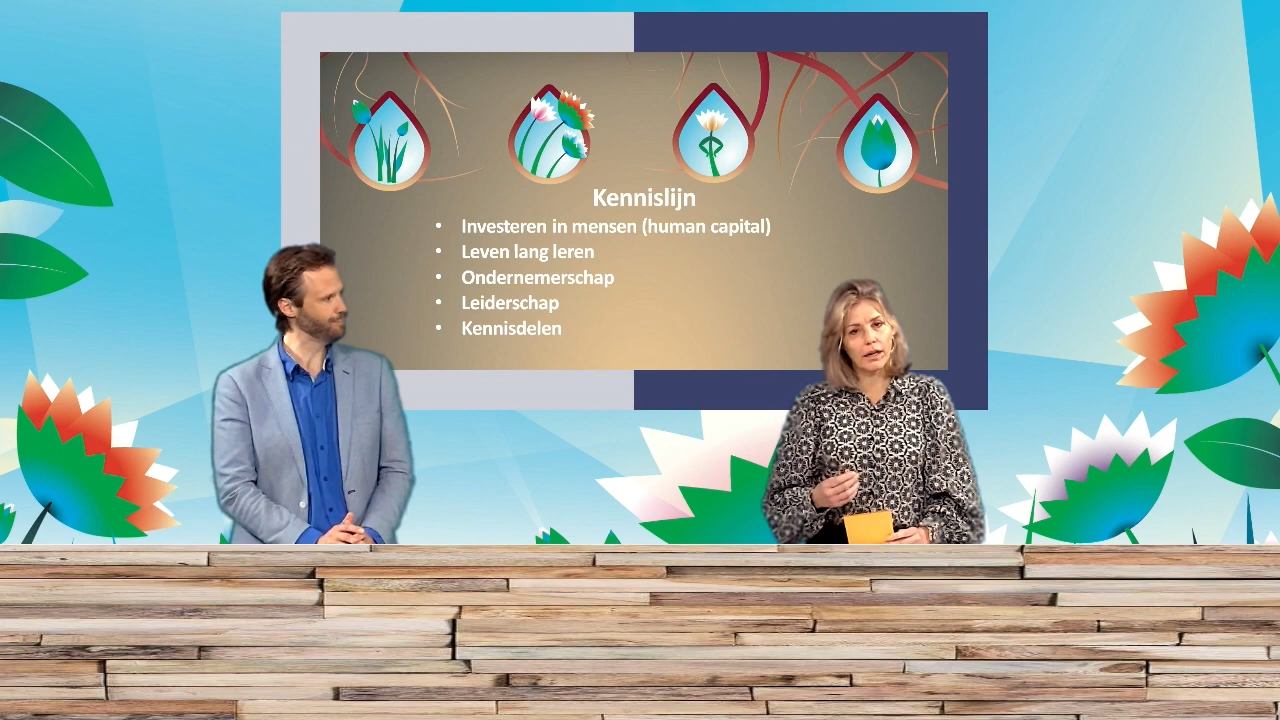 Kennislijn
• Investeren in mensen (human capital)
• Leven lang leren
• Ondernemerschap
• Leiderschap
• Kennisdelen